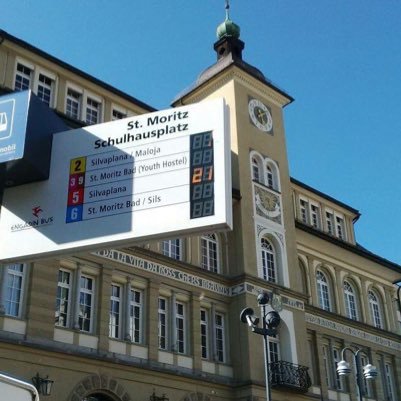 St. Moritz
Schulhausplatz
2 Silvaplana / Maloja
3 9 St. Moritz Bad (Youth Hostel) 21
5 Silvaplana
6 St. Moritz Bad / Sils
ENGADIN BUS
mobil